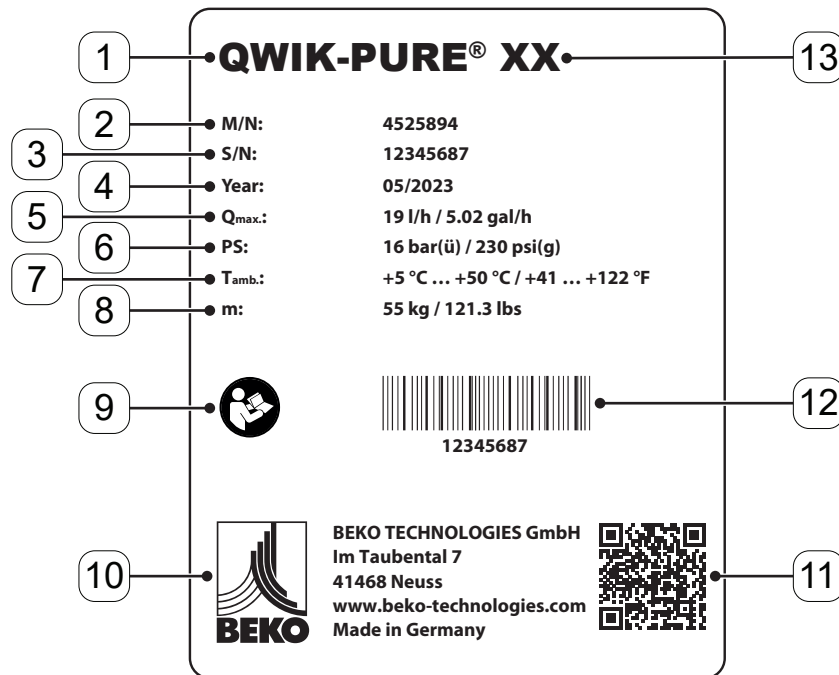 1 QWIK-PURE® XX 13
2 M/N: 4525894
3 S/N: 12345687
4 Year: 05/2023
5 Qmax.: 19 l/h / 5.02 gal/h
6 PS: 16 bar(ü) / 230 psi(g)
7 Tamb.: +5 °C … +50 °C / +41 … +122 °F
8 m: 55 kg / 121.3 lbs
9 12
12345687
BEKO TECHNOLOGIES GmbH
Im Taubental 7
10 41468 Neuss 11
www.beko-technologies.com
BEKO Made in Germany